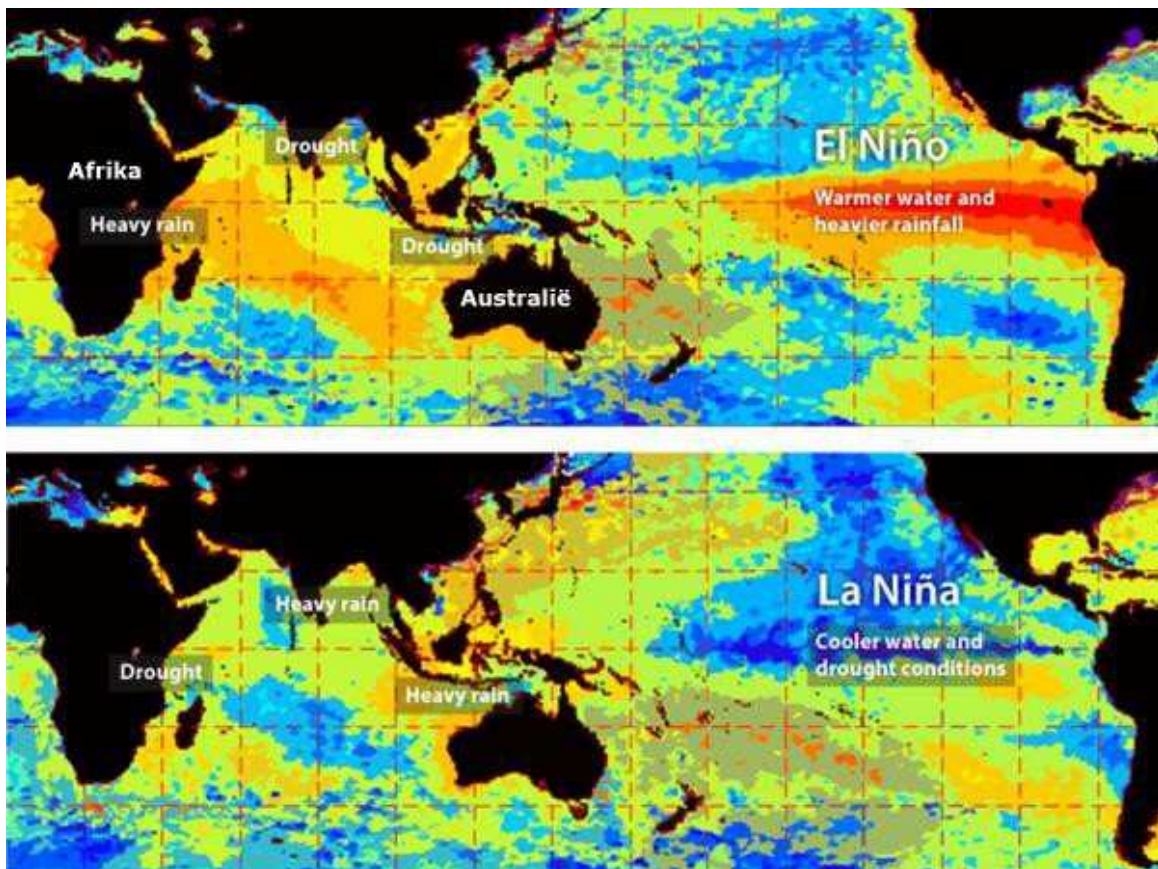 El Niño
Drought
Afrika
Warmer water and
heavier rainfall
Heavy rain
Drought
Australië
La Niña
Heavy rain
Cooler water and
drought conditions
Drought
Heavy rain